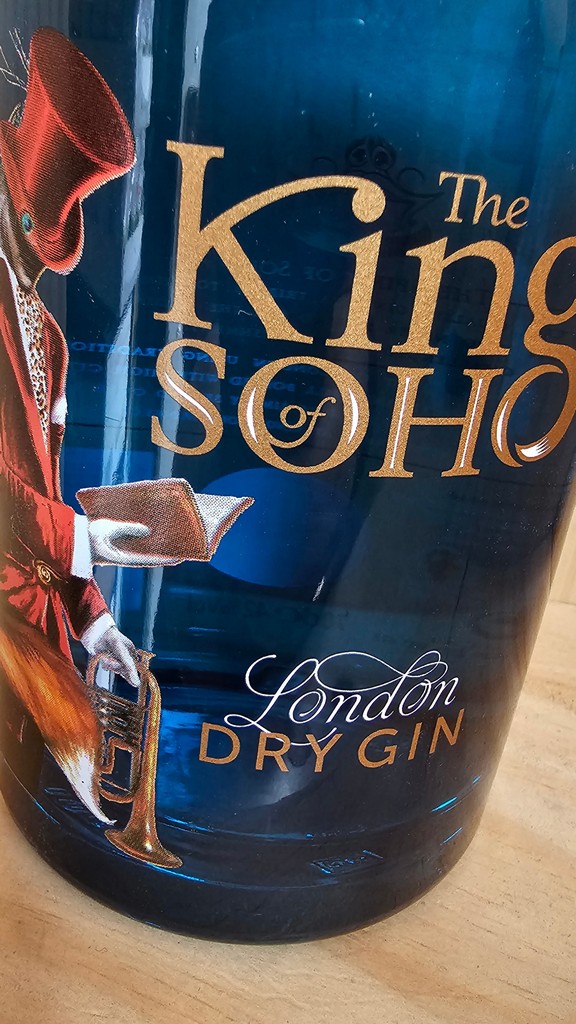 The
King
of
SOHO
London
DRY GIN